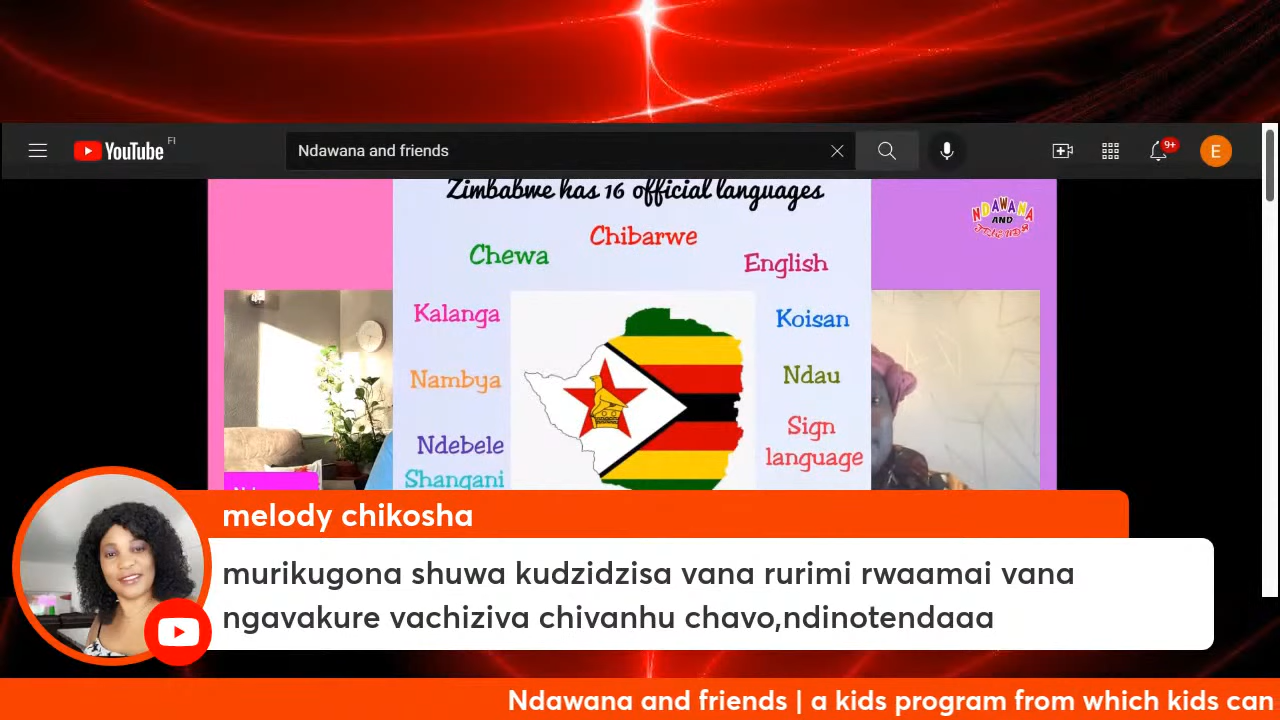 YouTube FI
Ndawana and friends
9+
E
Zimbabwe has 16 official languages
NDAWANA
AND
FRIENDS
Chibarwe
Chewa
English
Kalanga
Koisan
Nambya
Ndau
Ndebele
Sign
language
Shangani
melody chikosha
murikugona shuwa kudzidzisa vana rurimi rwaamai vana
ngavakure vachiziva chivanhu chavo,ndinotendaaa
Ndawana and friends | a kids program from which kids can